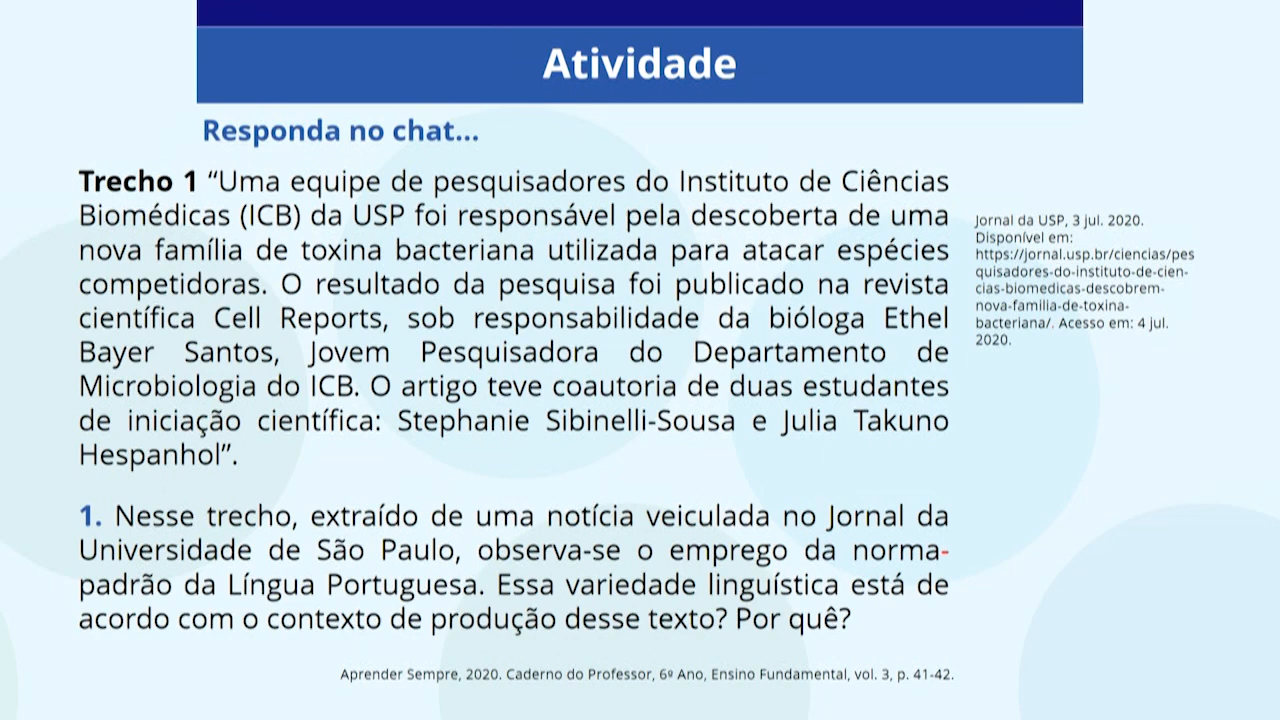 Atividade
Responda no chat...
Trecho 1 “Uma equipe de pesquisadores do Instituto de Ciências
Biomédicas (ICB) da USP foi responsável pela descoberta de uma
nova família de toxina bacteriana utilizada para atacar espécies
competidoras. O resultado da pesquisa foi publicado na revista
científica Cell Reports, sob responsabilidade da bióloga Ethel
Bayer Santos, Jovem Pesquisadora do Departamento de
Microbiologia do ICB. O artigo teve coautoria de duas estudantes
de iniciação científica: Stephanie Sibinelli-Sousa e Julia Takuno
Hespanhol”.
Jornal da USP, 3 jul. 2020.
Disponível em:
https://jornal.usp.br/ciencias/pes
quisadores-do-instituto-de-cien-
cias-biomedicas-descobrem-
nova-familia-de-toxina-
bacteriana/. Acesso em: 4 jul.
2020.
1. Nesse trecho, extraído de uma notícia veiculada no Jornal da
Universidade de São Paulo, observa-se o emprego da norma-
padrão da Língua Portuguesa. Essa variedade linguística está de
acordo com o contexto de produção desse texto? Por quê?
Aprender Sempre, 2020. Caderno do Professor, 6º Ano, Ensino Fundamental, vol. 3, p. 41-42.